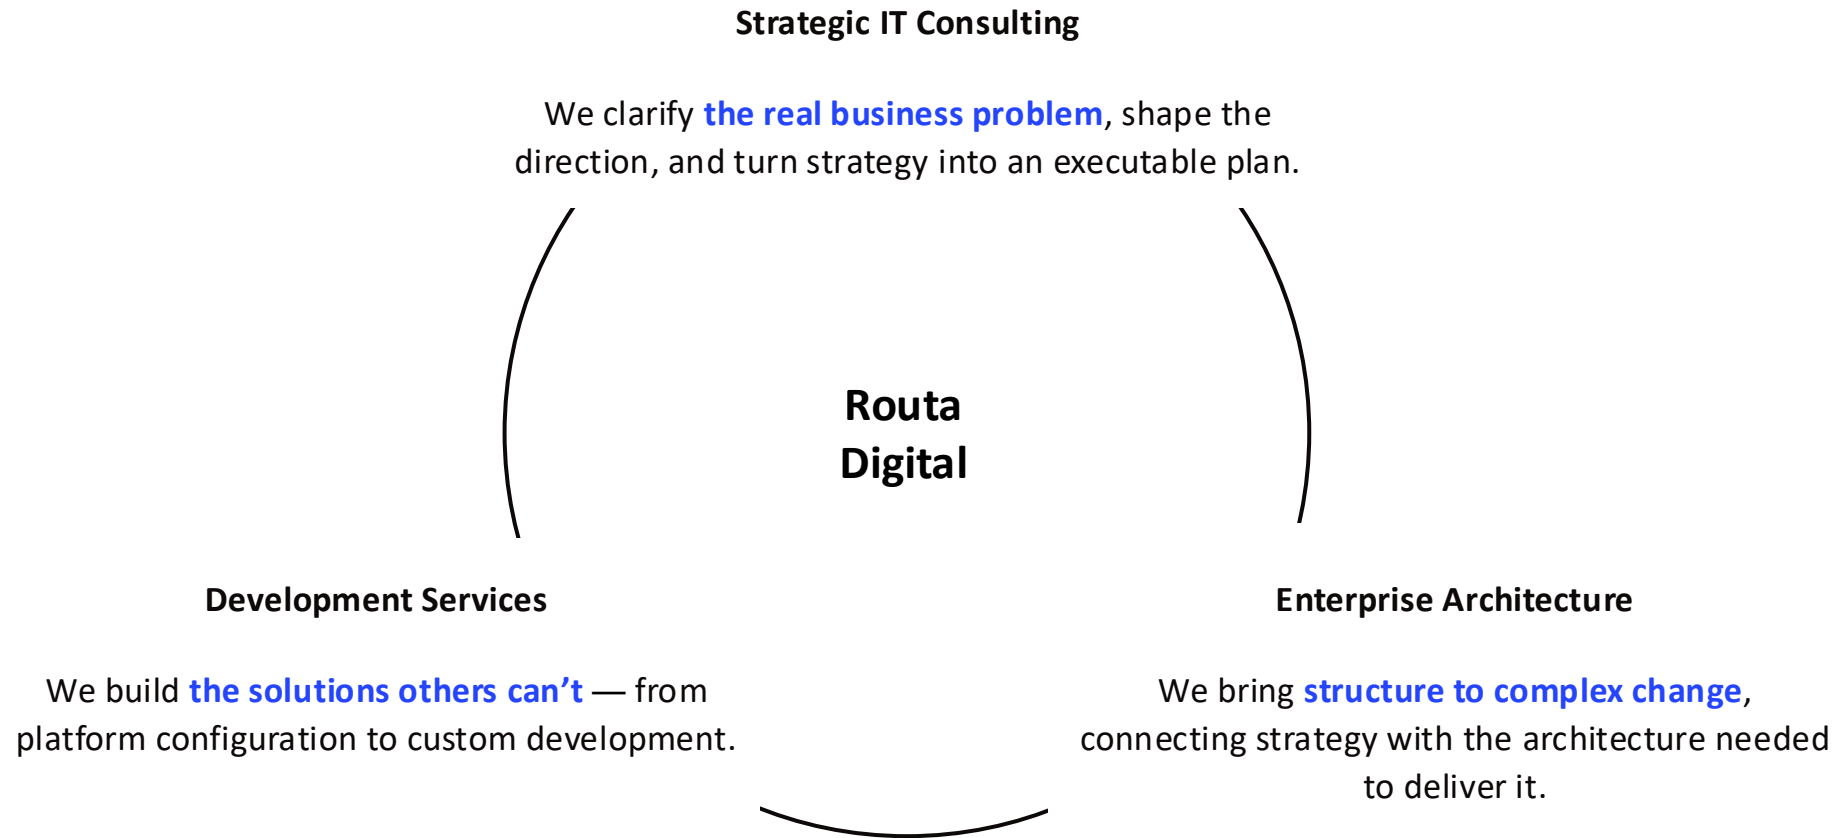 Strategic IT Consulting
We clarify the real business problem, shape the
direction, and turn strategy into an executable plan.
Routa
Digital
Development Services
We build the solutions others can’t — from
platform configuration to custom development.
Enterprise Architecture
We bring structure to complex change,
connecting strategy with the architecture needed
to deliver it.